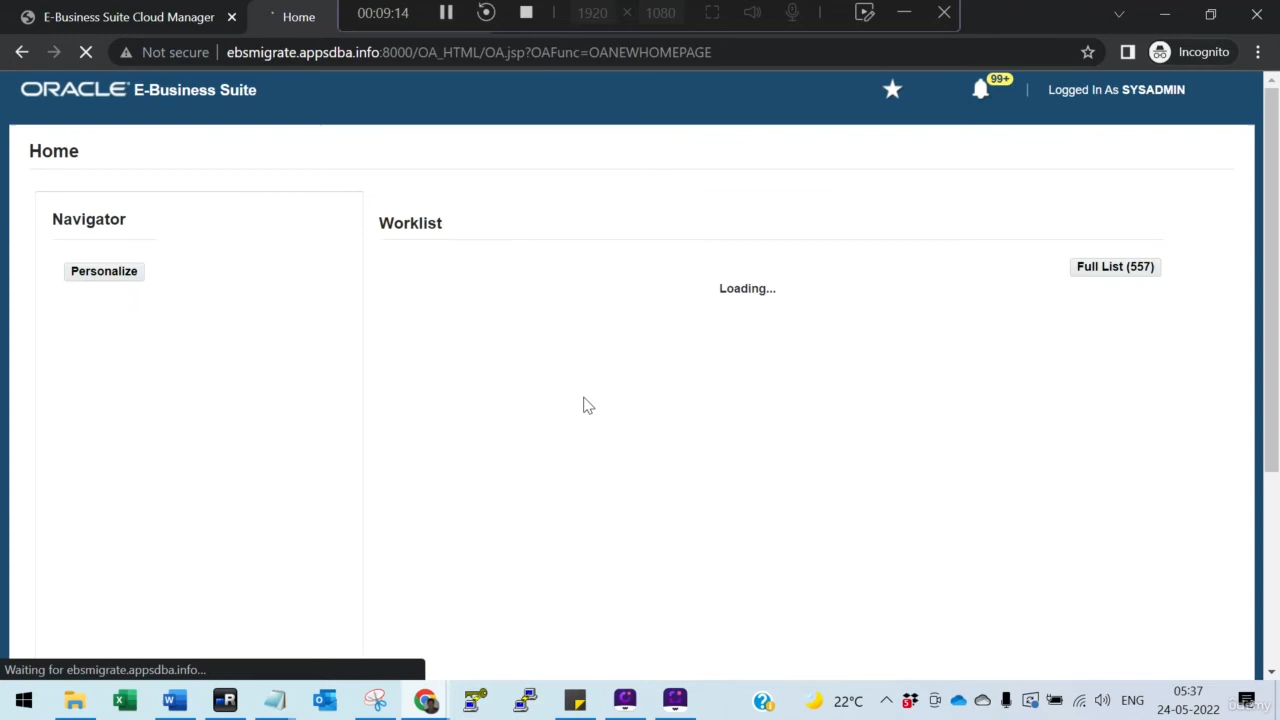 E-Business Suite Cloud Manager
Home
00:09:14
1920 × 1080
Not secure
ebsmigrate.appsdba.info:8000/OA_HTML/OA.jsp?OAFunc=OANEWHOMEPAGE
Incognito
ORACLE E-Business Suite
99+
Logged In As SYSADMIN
Home
Navigator
Worklist
Personalize
Full List (557)
Loading...
Waiting for ebsmigrate.appsdba.info...
22°C
ENG
05:37
24-05-2022
udemy